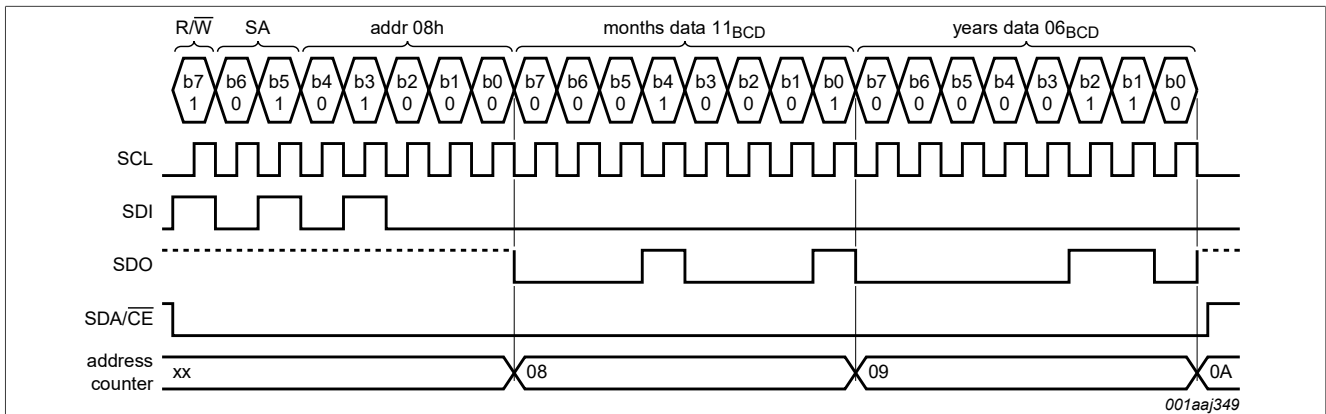 R/W̅ SA addr 08h months data 11BCD years data 06BCD
b7 b6 b5 b4 b3 b2 b1 b0 b7 b6 b5 b4 b3 b2 b1 b0 b7 b6 b5 b4 b3 b2 b1 b0
1 0 1 0 1 0 0 0 0 0 0 1 0 0 0 1 0 0 0 0 0 1 1 0
SCL
SDI
SDO
SDA/C̅E̅
address
counter
xx 08 09 0A
001aaj349